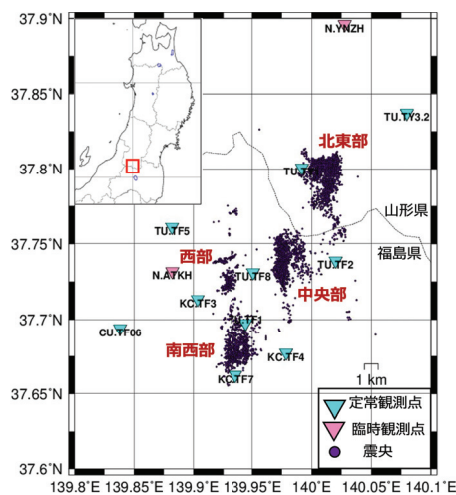 37.9°N
N.YNZH
37.85°N
TU.TY3.2
北東部
37.8°N
山形県
TU.TF5
福島県
37.75°N
西部
TU.TF2
N.ATKH
TU.TF8
中央部
KC.TF3
37.7°N
CU.TF06
南西部
KC.TF4
1 km
KC.TF7
37.65°N
定常観測点
臨時観測点
震央
37.6°N
139.8°E 139.85°E 139.9°E 139.95°E 140.0°E 140.05°E 140.1°E